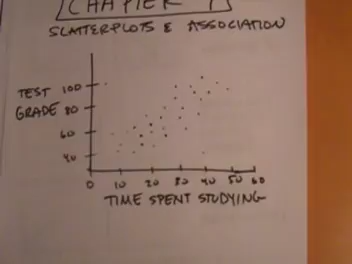 CHAPTER 7
SCATTERPLOTS & ASSOCIATION
TEST
GRADE
100
80
60
40
0 10 20 30 40 50 60
TIME SPENT STUDYING